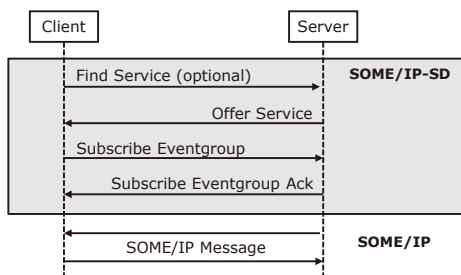 Client
Server
Find Service (optional)
SOME/IP-SD
Offer Service
Subscribe Eventgroup
Subscribe Eventgroup Ack
SOME/IP Message
SOME/IP